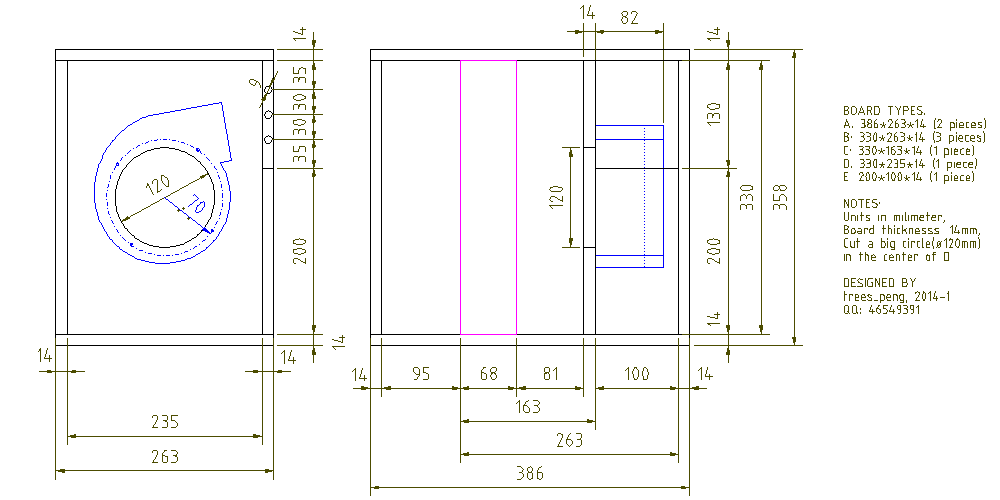 14
82
14
14
9
35
30
30
35
130
120
70
120
330
358
200
200
14
14
14
14
14
95
68
81
100
14
163
235
263
263
386
BOARD TYPES.
A. 386*263*14 (2 pieces)
B. 330*263*14 (3 pieces)
C. 330*163*14 (1 piece)
D. 330*235*14 (1 piece)
E 200*100*14 (1 piece)
NOTES:
Units in milimeter,
Board thicknesss 14mm,
Cut a big circle(ø120mm)
in the center of D
DESIGNED BY
trees_peng, 2014-1
QQ: 46549391